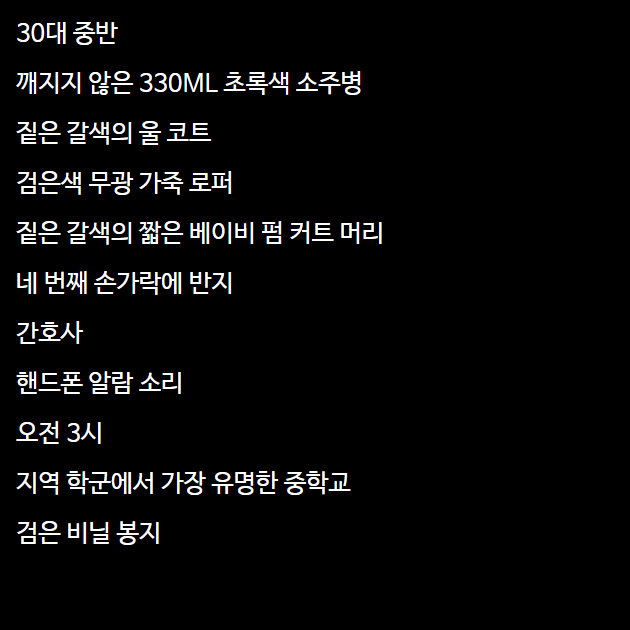 30대 중반
깨지지 않은 330ML 초록색 소주병
짙은 갈색의 울 코트
검은색 무광 가죽 로퍼
짙은 갈색의 짧은 베이비 펌 커트 머리
네 번째 손가락에 반지
간호사
핸드폰 알람 소리
오전 3시
지역 학군에서 가장 유명한 중학교
검은 비닐 봉지